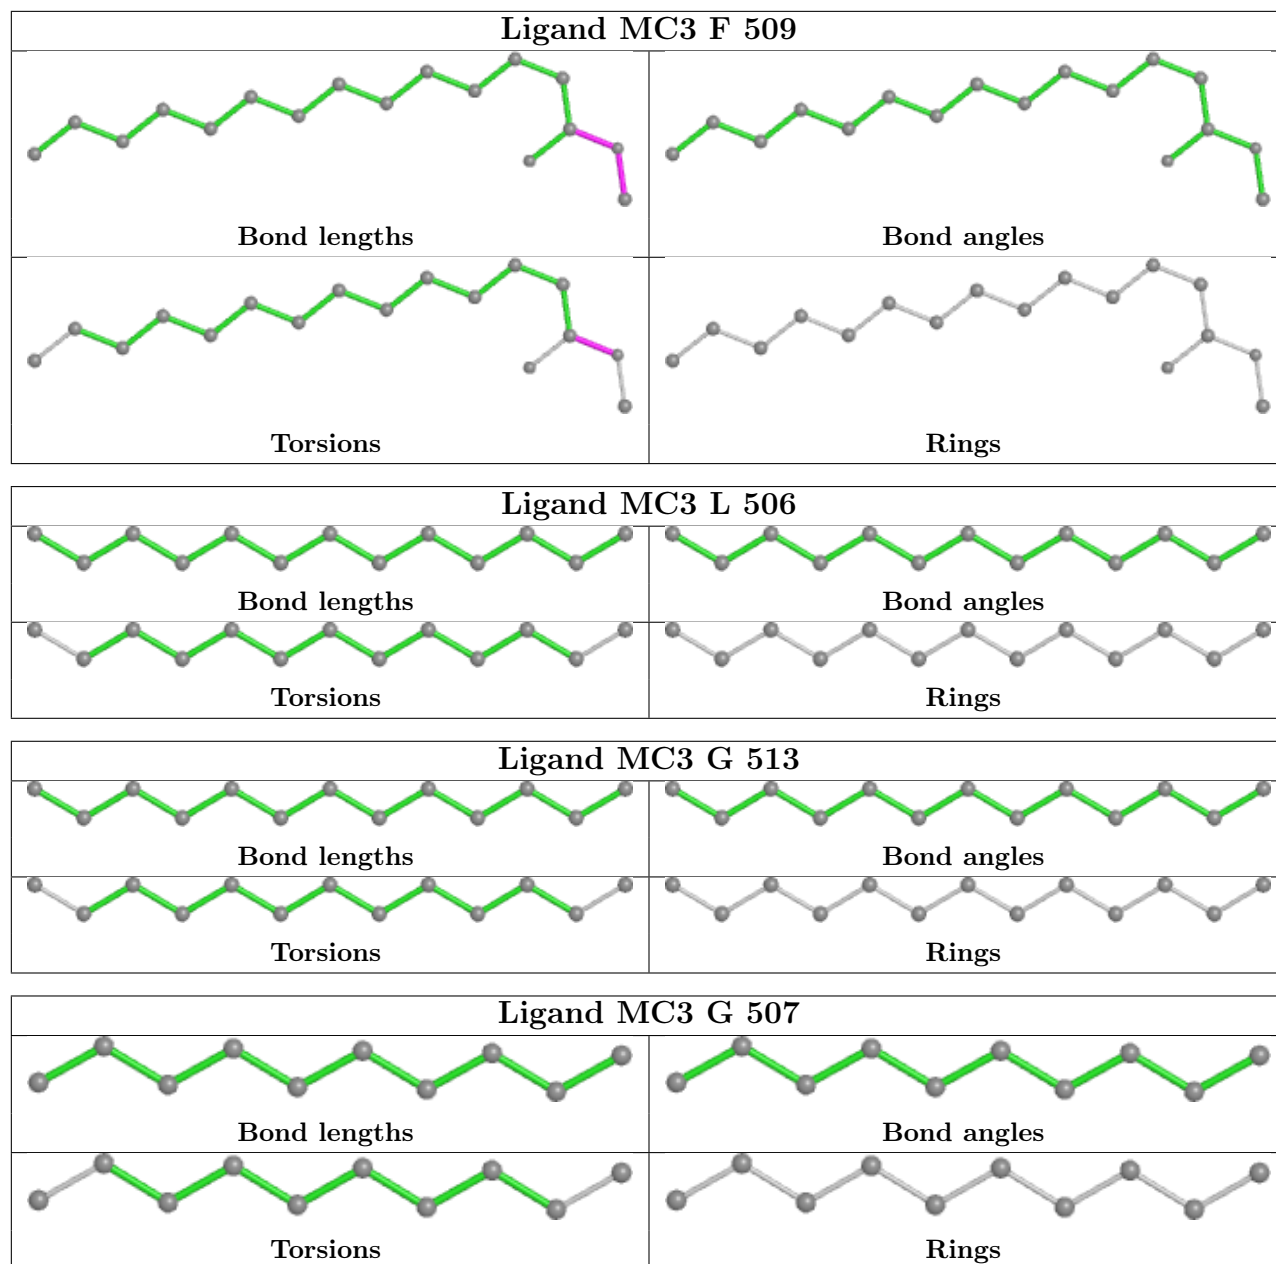 Ligand MC3 F 509
Bond lengths
Bond angles
Torsions
Rings
Ligand MC3 L 506
Bond lengths
Bond angles
Torsions
Rings
Ligand MC3 G 513
Bond lengths
Bond angles
Torsions
Rings
Ligand MC3 G 507
Bond lengths
Bond angles
Torsions
Rings